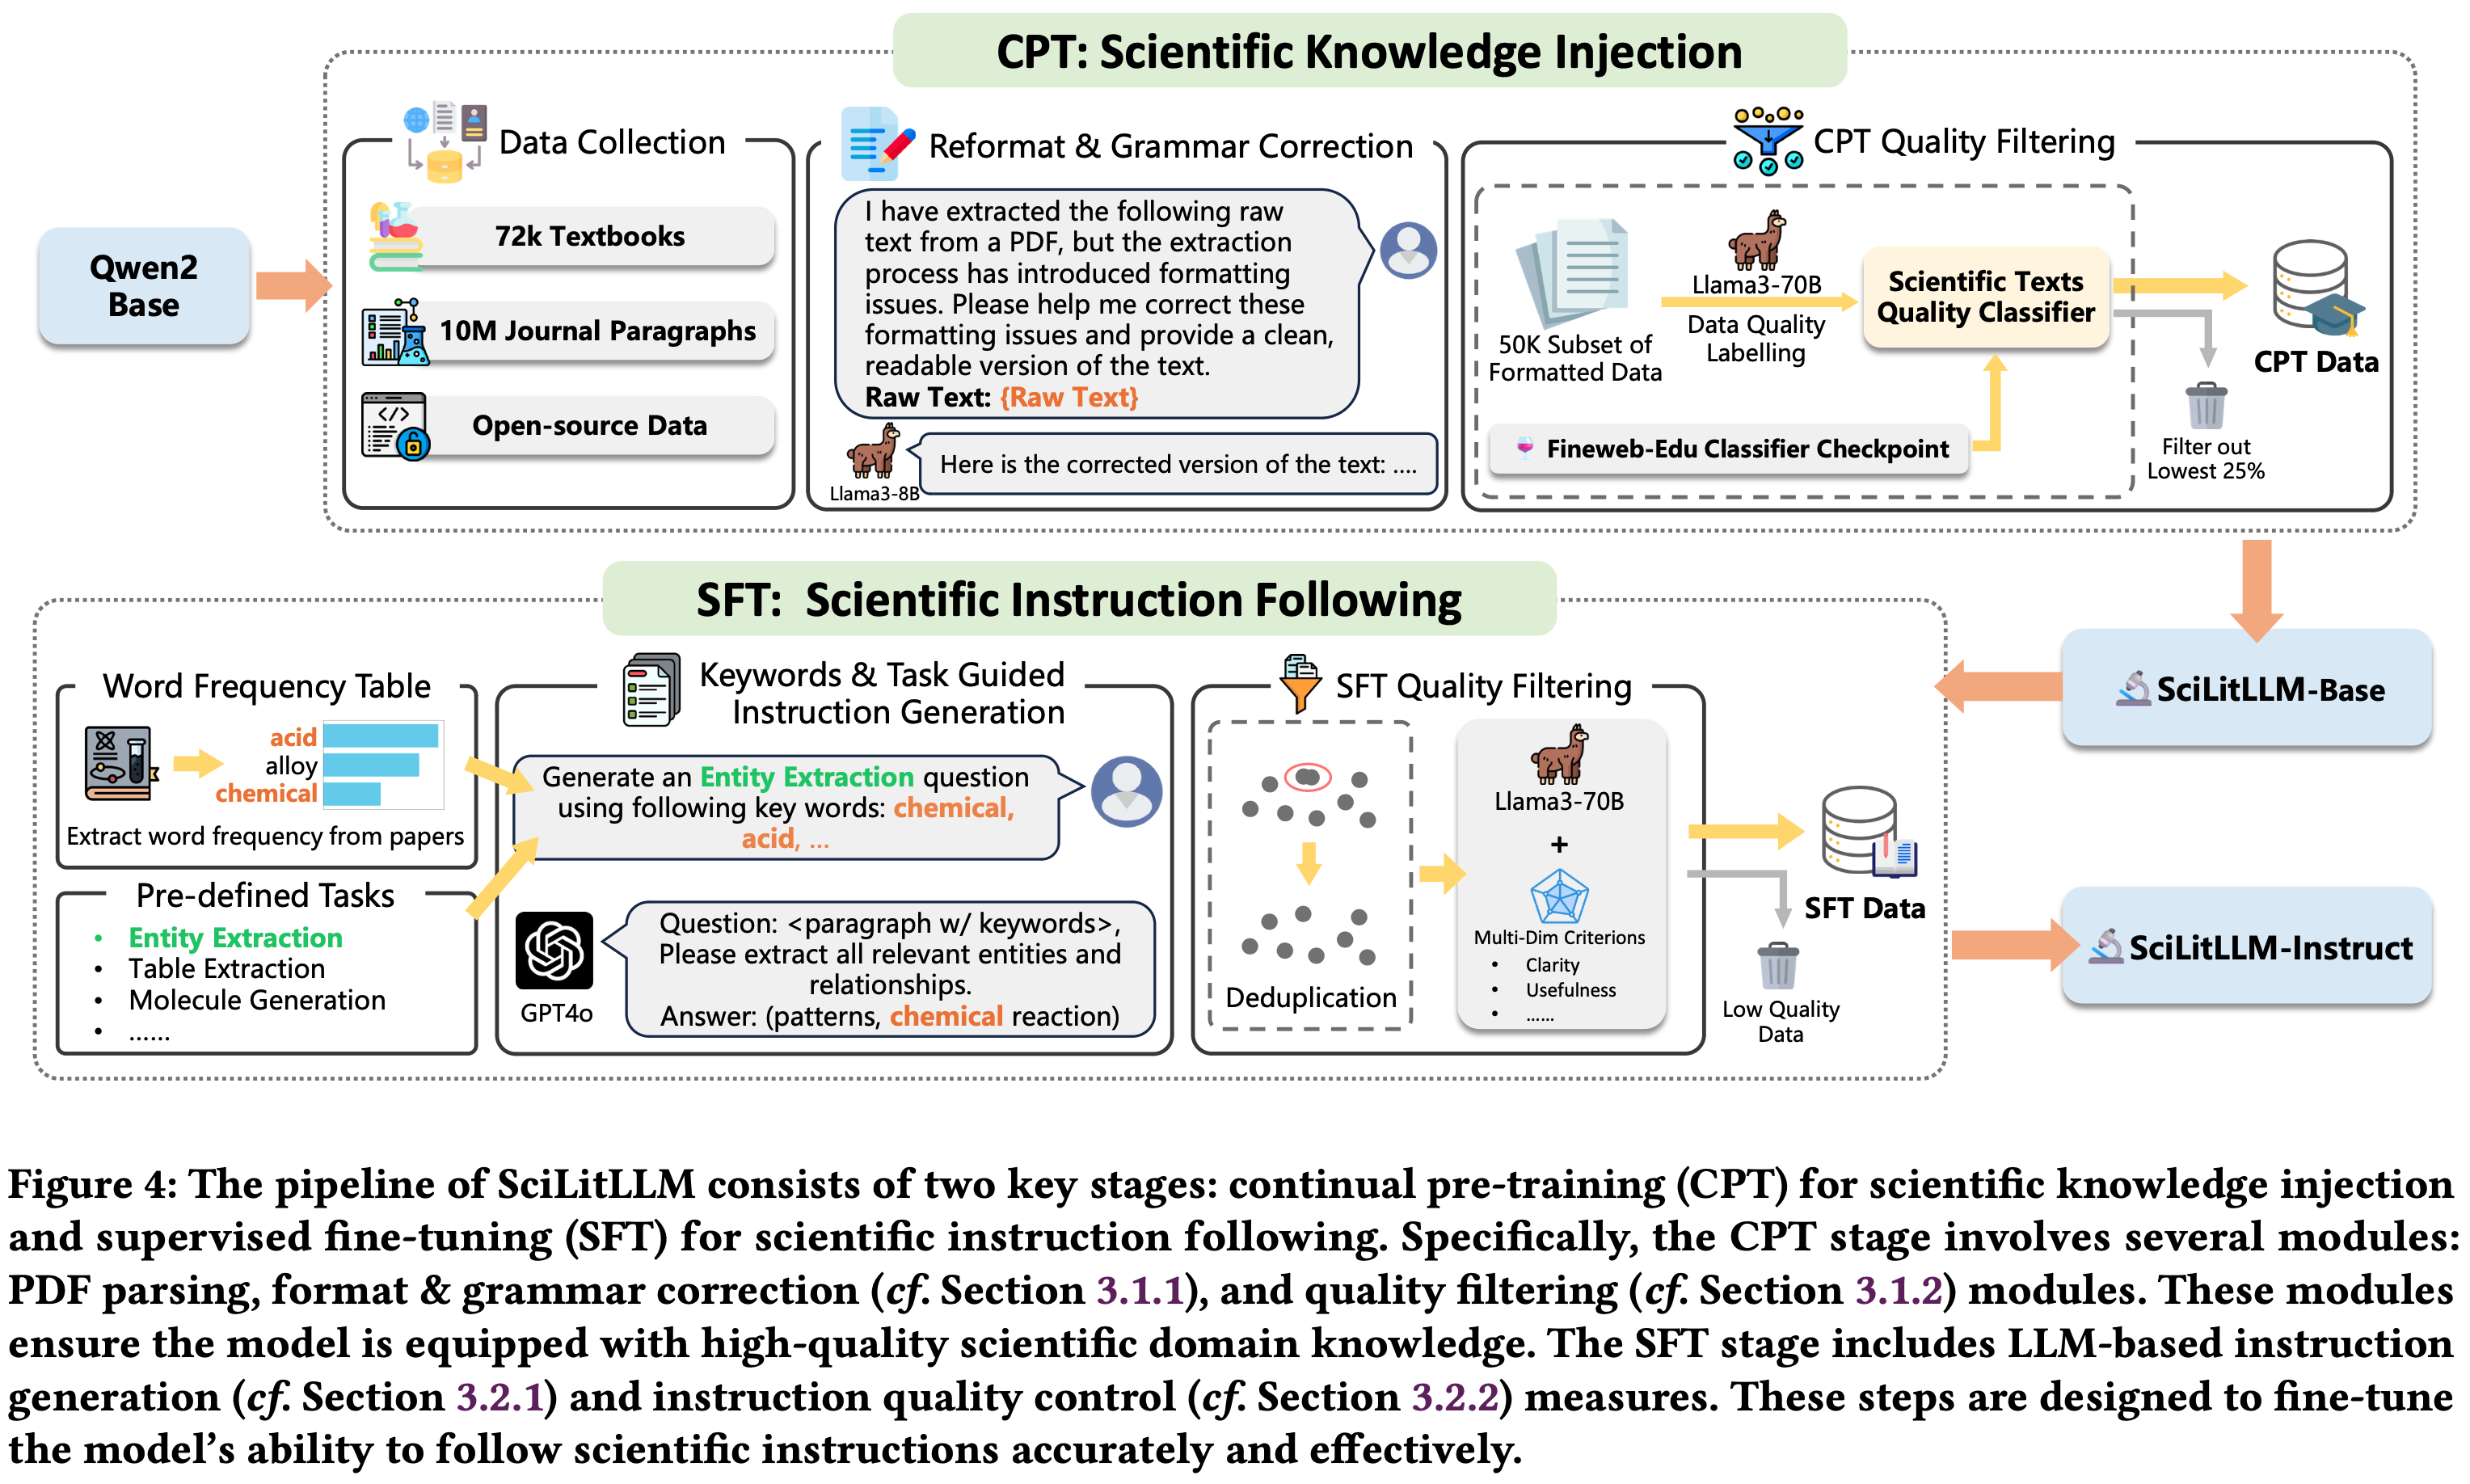 CPT: Scientific Knowledge Injection
Data Collection
72k Textbooks
10M Journal Paragraphs
Open-source Data
Qwen2
Base
Reformat & Grammar Correction
I have extracted the following raw
text from a PDF, but the extraction
process has introduced formatting
issues. Please help me correct these
formatting issues and provide a clean,
readable version of the text.
Raw Text: {Raw Text}
Llama3-8B
Here is the corrected version of the text: ....
CPT Quality Filtering
50K Subset of
Formatted Data
Llama3-70B
Data Quality
Labelling
Scientific Texts
Quality Classifier
Fineweb-Edu Classifier Checkpoint
CPT Data
Filter out
Lowest 25%
SFT: Scientific Instruction Following
Word Frequency Table
acid
alloy
chemical
Extract word frequency from papers
Pre-defined Tasks
• Entity Extraction
• Table Extraction
• Molecule Generation
• ......
Keywords & Task Guided
Instruction Generation
Generate an Entity Extraction question
using following key words: chemical,
acid, ...
GPT4o
Question: <paragraph w/ keywords>,
Please extract all relevant entities and
relationships.
Answer: (patterns, chemical reaction)
SFT Quality Filtering
Deduplication
Llama3-70B
+
Multi-Dim Criterions
• Clarity
• Usefulness
• ......
SFT Data
Low Quality
Data
SciLitLLM-Base
SciLitLLM-Instruct
Figure 4: The pipeline of SciLitLLM consists of two key stages: continual pre-training (CPT) for scientific knowledge injection
and supervised fine-tuning (SFT) for scientific instruction following. Specifically, the CPT stage involves several modules:
PDF parsing, format & grammar correction (cf. Section 3.1.1), and quality filtering (cf. Section 3.1.2) modules. These modules
ensure the model is equipped with high-quality scientific domain knowledge. The SFT stage includes LLM-based instruction
generation (cf. Section 3.2.1) and instruction quality control (cf. Section 3.2.2) measures. These steps are designed to fine-tune
the model's ability to follow scientific instructions accurately and effectively.